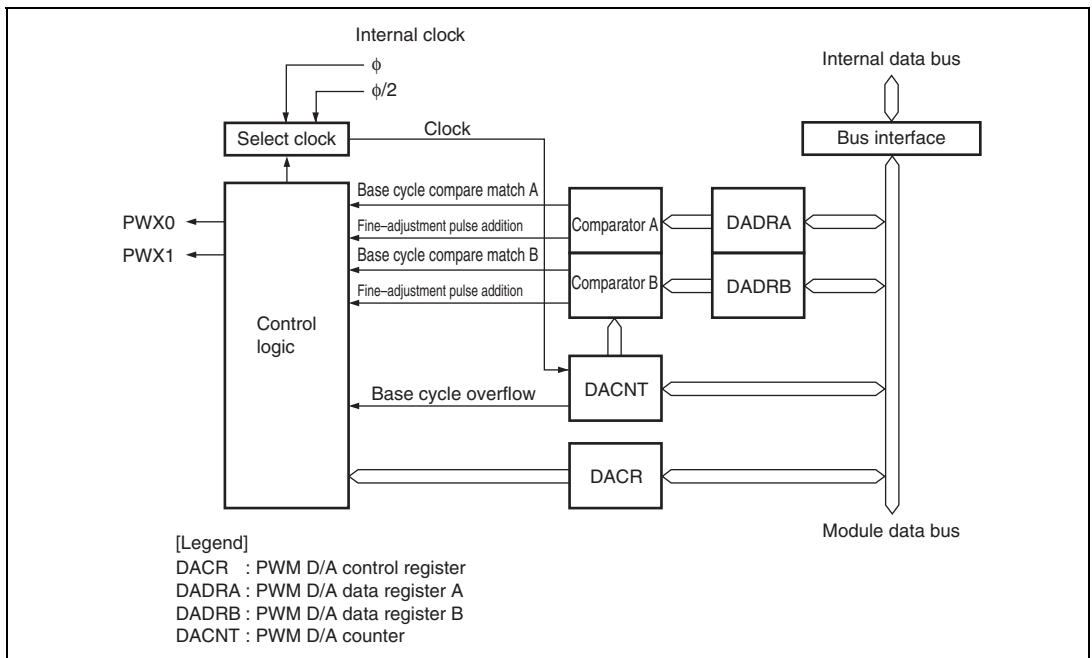 Internal clock
ϕ
ϕ/2
Internal data bus
Select clock
Clock
Bus interface
Base cycle compare match A
PWX0
Fine–adjustment pulse addition
Comparator A
DADRA
PWX1
Base cycle compare match B
Fine–adjustment pulse addition
Comparator B
DADRB
Control
logic
Base cycle overflow
DACNT
DACR
Module data bus
[Legend]
DACR : PWM D/A control register
DADRA : PWM D/A data register A
DADRB : PWM D/A data register B
DACNT : PWM D/A counter